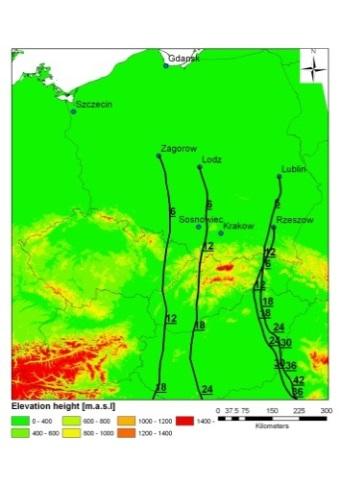 Gdansk
N
Szczecin
Zagorow
Lodz
Lublin
6
6
6
Sosnowiec
Krakow
Rzeszow
12
12
6
12
18
18
12
18
24
24
30
36
18
24
42
36
Elevation height [m.a.s.l]
0 - 400
600 - 800
1000 - 1200
1400 -
400 - 600
800 - 1000
1200 - 1400
0 37.5 75 150 225 300
Kilometers